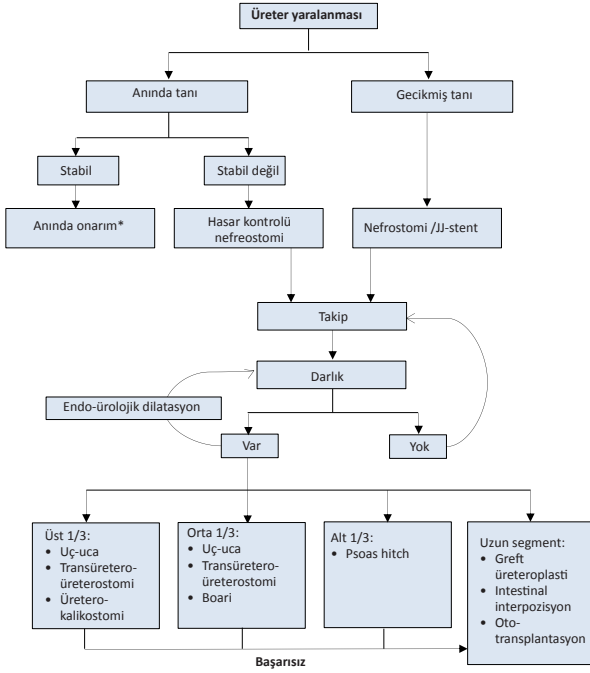 Üreter yaralanması
Anında tanı
Gecikmiş tanı
Stabil
Stabil değil
Anında onarım*
Hasar kontrolü
nefreostomi
Nefrostomi /JJ-stent
Takip
Darlık
Endo-ürolojik dilatasyon
Var
Yok
Üst 1/3:
• Uç-uca
• Transüretero-
üreterostomi
• Üretero-
kalikostomi
Orta 1/3:
• Uç-uca
• Transüretero-
üreterostomi
• Boari
Alt 1/3:
• Psoas hitch
Uzun segment:
• Greft
üreteroplasti
• Intestinal
interpozisyon
• Oto-
transplantasyon
Başarısız